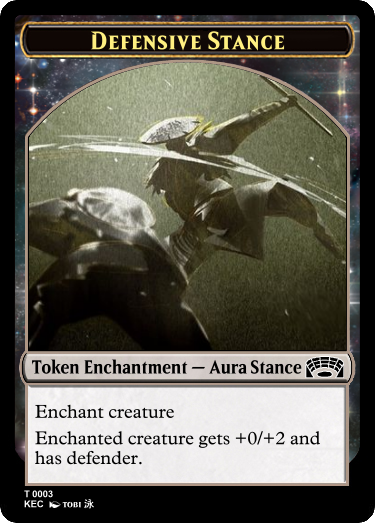 DEFENSIVE STANCE
Token Enchantment — Aura Stance
Enchant creature
Enchanted creature gets +0/+2 and
has defender.
T 0003
KEC TOBI 泳